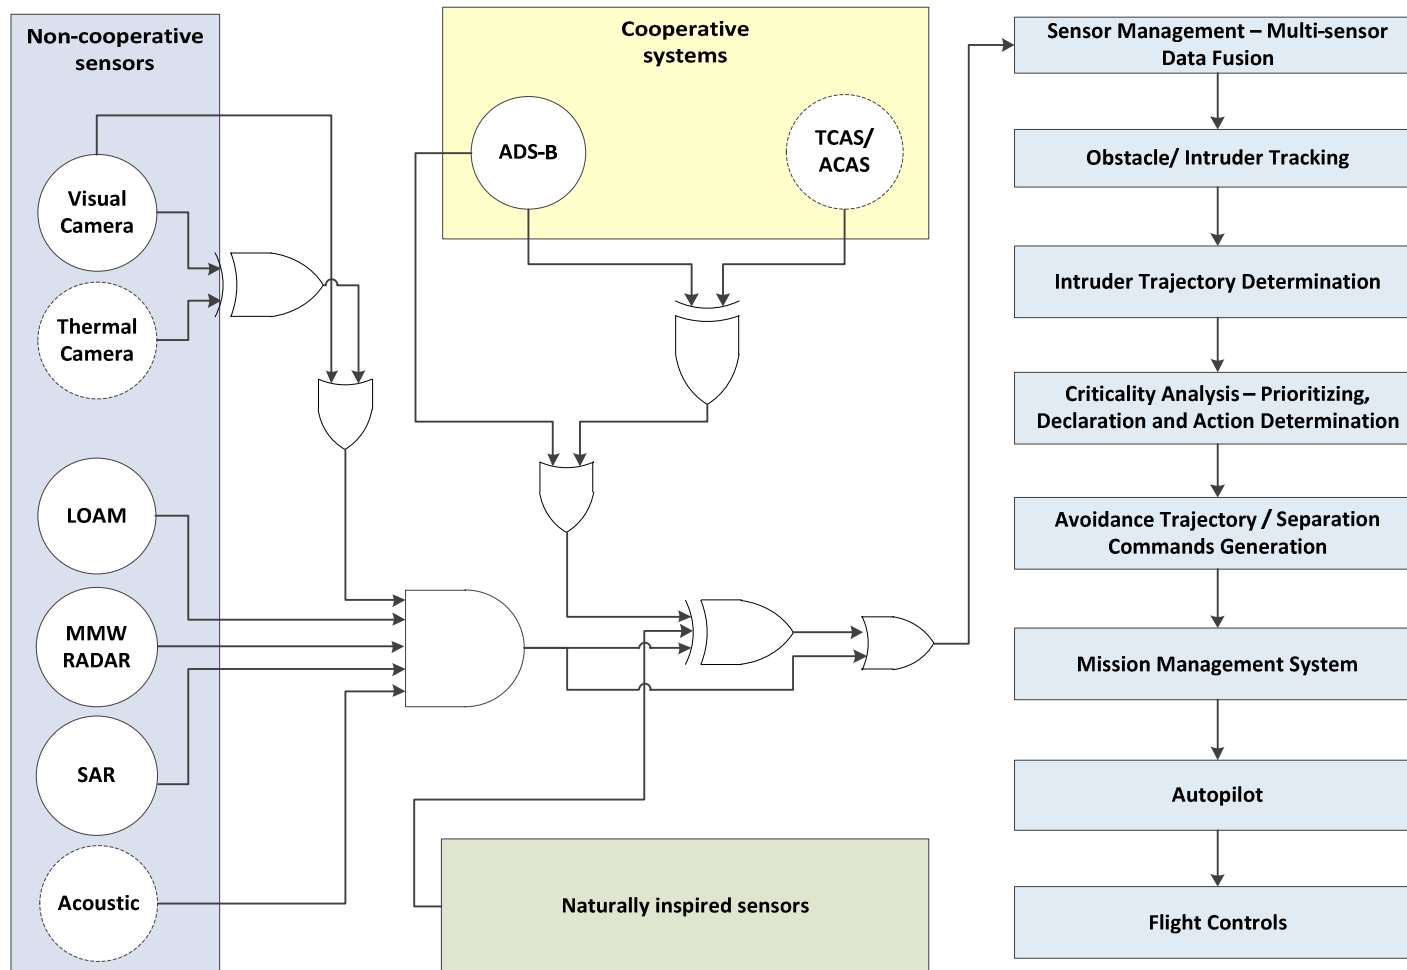 Non-cooperative
sensors
Visual
Camera
Thermal
Camera
LOAM
MMW
RADAR
SAR
Acoustic
Cooperative
systems
ADS-B
TCAS/
ACAS
Naturally inspired sensors
Sensor Management – Multi-sensor
Data Fusion
Obstacle/ Intruder Tracking
Intruder Trajectory Determination
Criticality Analysis – Prioritizing,
Declaration and Action Determination
Avoidance Trajectory / Separation
Commands Generation
Mission Management System
Autopilot
Flight Controls